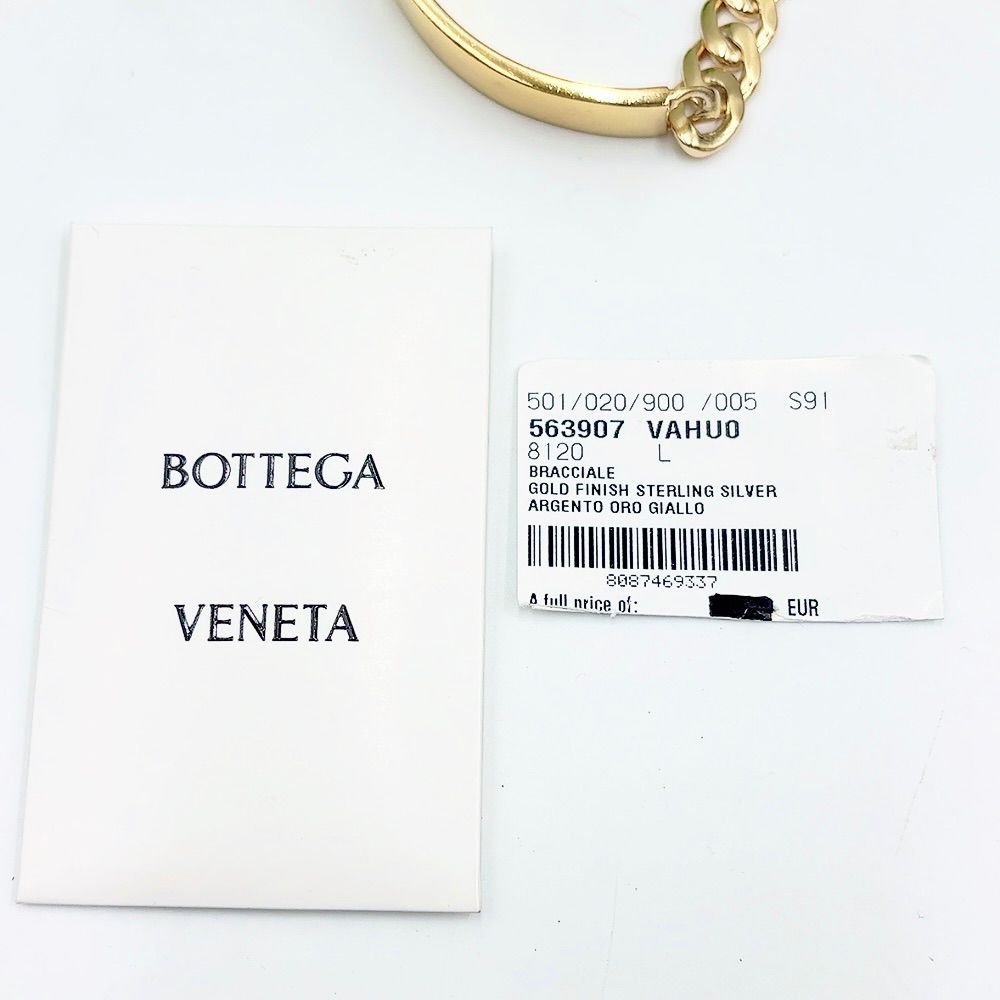 BOTTEGA
VENETA
501/020/900 /005 S91
563907 VAHU0
8120 L
BRACCIALE
GOLD FINISH STERLING SILVER
ARGENTO ORO GIALLO
8087469337
A full price of: EUR